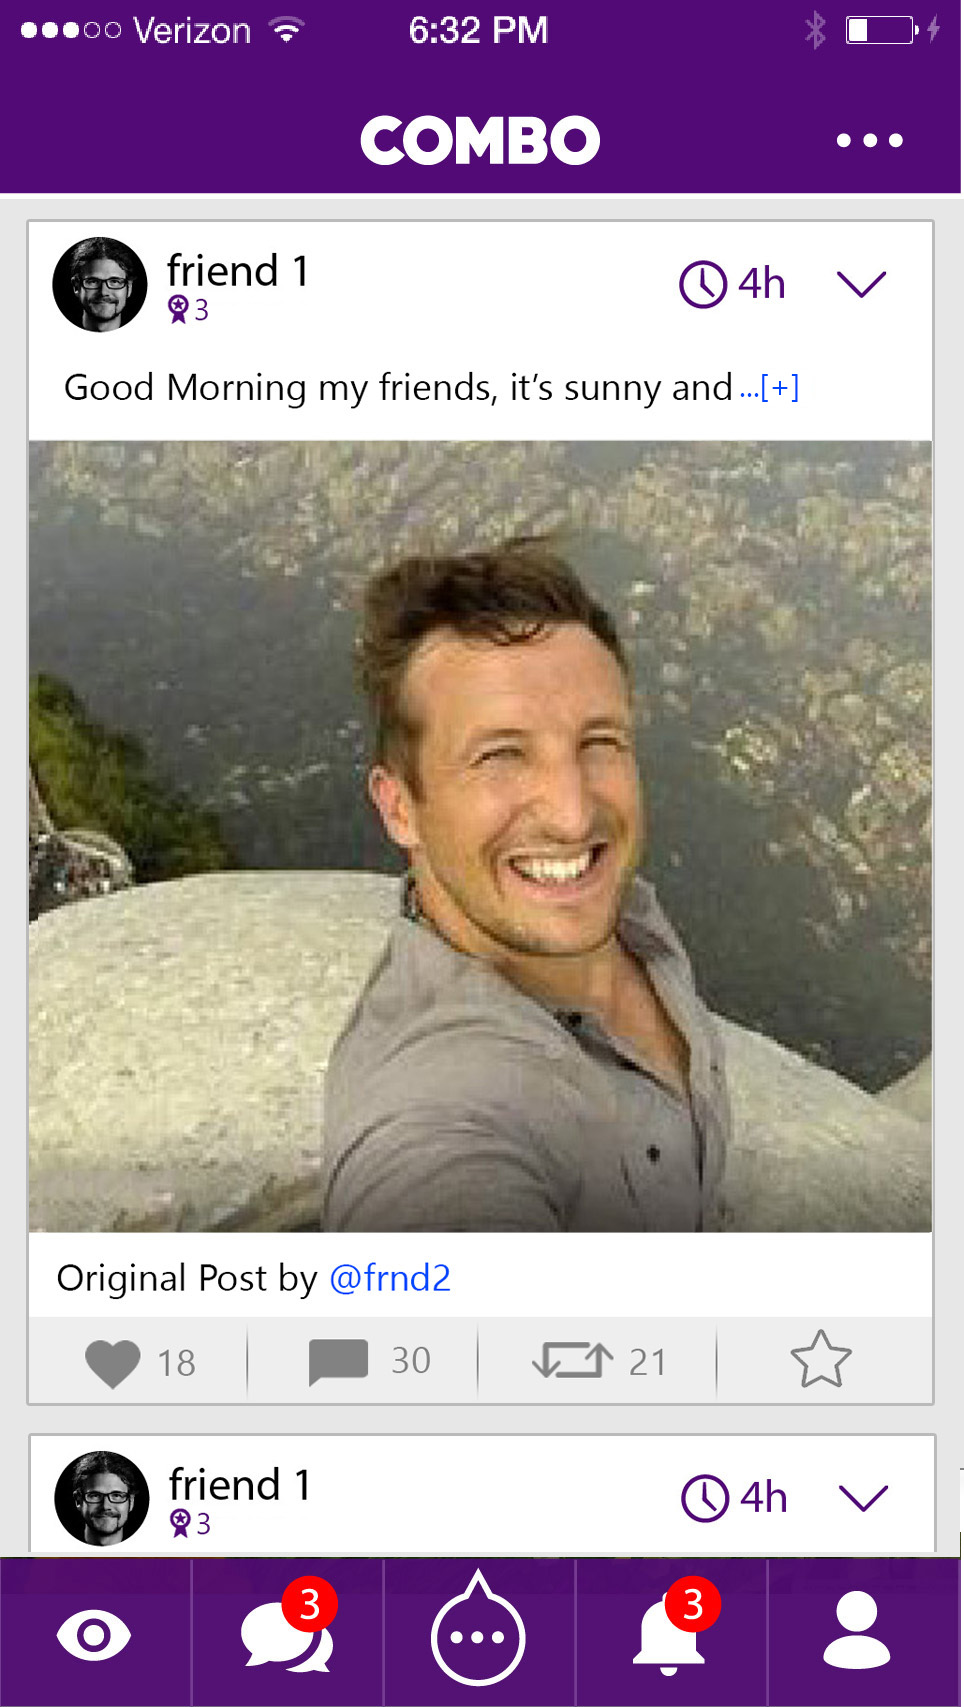 Verizon 6:32 PM
COMBO
friend 1
3
4h
Good Morning my friends, it’s sunny and ...[+]
Original Post by @frnd2
18 30 21
friend 1
3
4h
3 3